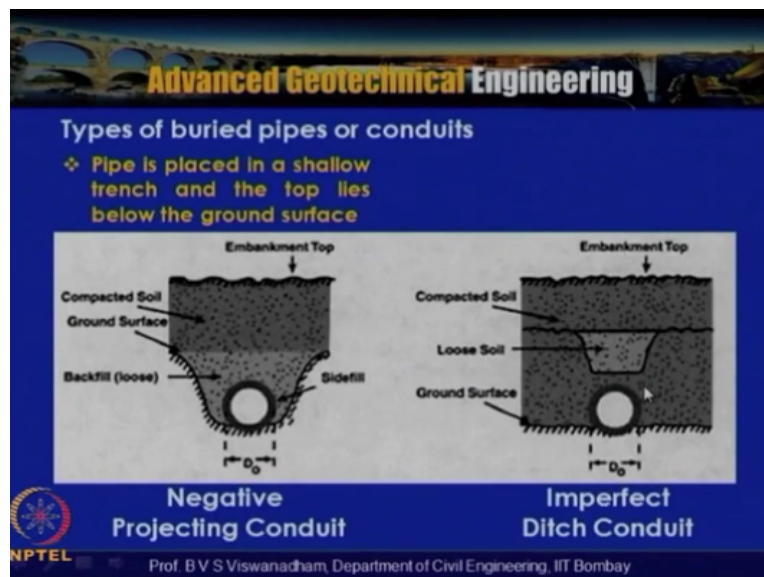 Advanced Geotechnical Engineering
Types of buried pipes or conduits
❖ Pipe is placed in a shallow
trench and the top lies
below the ground surface
Embankment Top
Compacted Soil
Ground Surface
Backfill (loose)
Sidefill
D₀
Embankment Top
Compacted Soil
Loose Soil
Ground Surface
D₀
Negative
Projecting Conduit
Imperfect
Ditch Conduit
NPTEL
Prof. B V S Viswanadham, Department of Civil Engineering, IIT Bombay